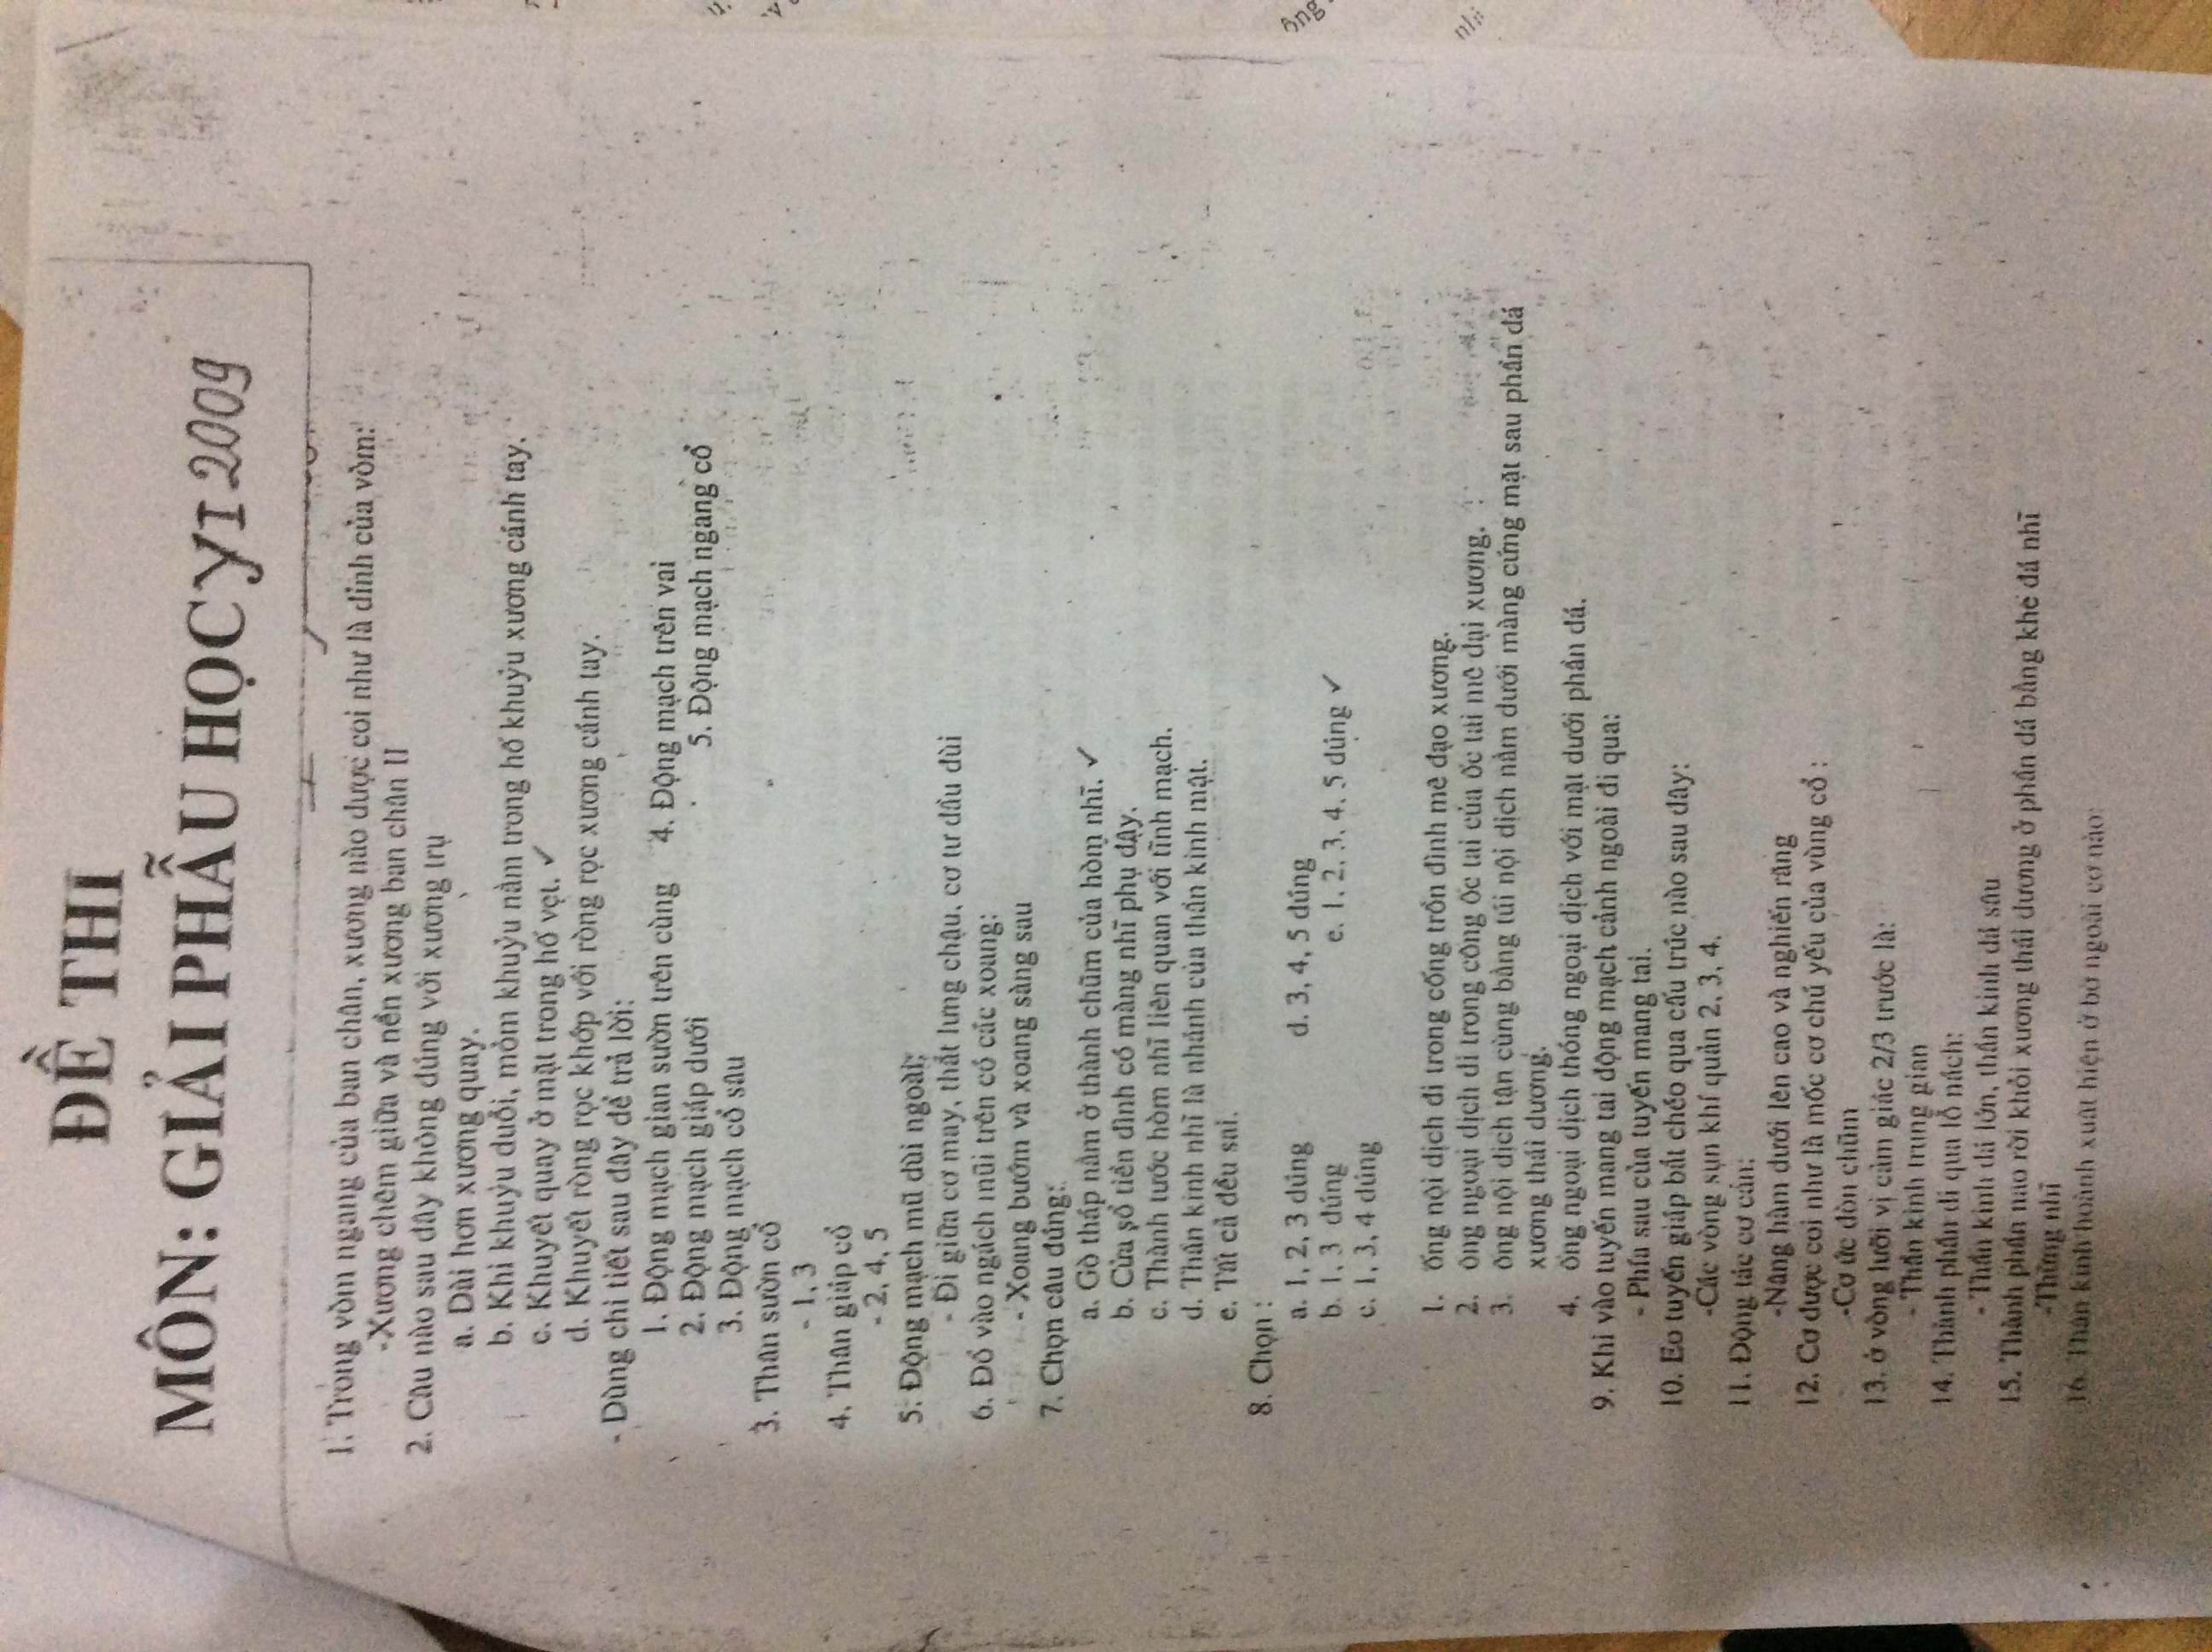 ĐỀ THI
MÔN: GIẢI PHẪU HỌC YI 2009
1. Trong vòm ngang của ban chân, xương nào được coi như là đỉnh của vòm:
-Xương chêm giữa và nền xương ban chân II
2. Câu nào sau đây không đúng với xương trụ
a. Dài hơn xương quay.
b. Khi khuỷu duỗi, mỏm khuỷu nằm trong hố khuỷu xương cánh tay.
c. Khuyết quay ở mặt trong hố vẹt. ✓
d. Khuyết ròng rọc khớp với ròng rọc xương cánh tay.
- Dùng chi tiết sau đây để trả lời:
1. Động mạch gian sườn trên cùng 4. Động mạch trên vai
2. Động mạch giáp dưới 5. Động mạch ngang cổ
3. Động mạch cổ sâu
3. Thân sườn cổ
- 1, 3
4. Thân giáp cổ
- 2, 4, 5
5. Động mạch mũ đùi ngoài:
- Đi giữa cơ may, thắt lưng chậu, cơ tư đầu đùi
6. Đổ vào ngách mũi trên có các xoang:
- Xoang bướm và xoang sàng sau
7. Chọn câu đúng:
a. Gò tháp nằm ở thành chũm của hòm nhĩ. ✓
b. Cửa sổ tiền đình có màng nhĩ phụ đậy.
c. Thành tước hòm nhĩ liên quan với tĩnh mạch.
d. Thần kinh nhĩ là nhánh của thần kinh mặt.
e. Tất cả đều sai.
8. Chọn :
a. 1, 2, 3 đúng d. 3, 4, 5 đúng
b. 1, 3 đúng e. 1, 2, 3, 4, 5 đúng ✓
c. 1, 3, 4 đúng
1. ống nội dịch đi trong cống trồn đình mê đạo xương.
2. ông ngoại dịch di trong công ốc tai của ốc tai mê đại xương.
3. ông nội dịch tận cùng bằng túi nội dịch nằm dưới màng cứng mặt sau phần đá
xương thái dương.
4. ống ngoại dịch thóng ngoại dịch với mặt dưới phần đá.
9. Khi vào tuyến mang tai động mạch cảnh ngoài đi qua:
- Phía sau của tuyến mang tai.
10. Eo tuyến giáp bắt chéo qua cấu trúc nào sau đây:
-Các vòng sụn khí quản 2, 3, 4.
11. Động tác cơ cắn:
-Nâng hàm dưới lên cao và nghiến răng
12. Cơ được coi như là mốc cơ chủ yếu của vùng cổ :
-Cơ ức đòn chũm
13. ở vông lưỡi vị cảm giác 2/3 trước là:
- Thần kinh trung gian
14. Thành phần đi qua lỗ nách:
- Thần kinh đá lớn, thần kinh đá sâu
15. Thành phần nao rời khỏi xương thái dương ở phần đá bằng khe đá nhĩ
-Thừng nhĩ
16. Thần kinh hoành xuất hiện ở bờ ngoài cơ nào: